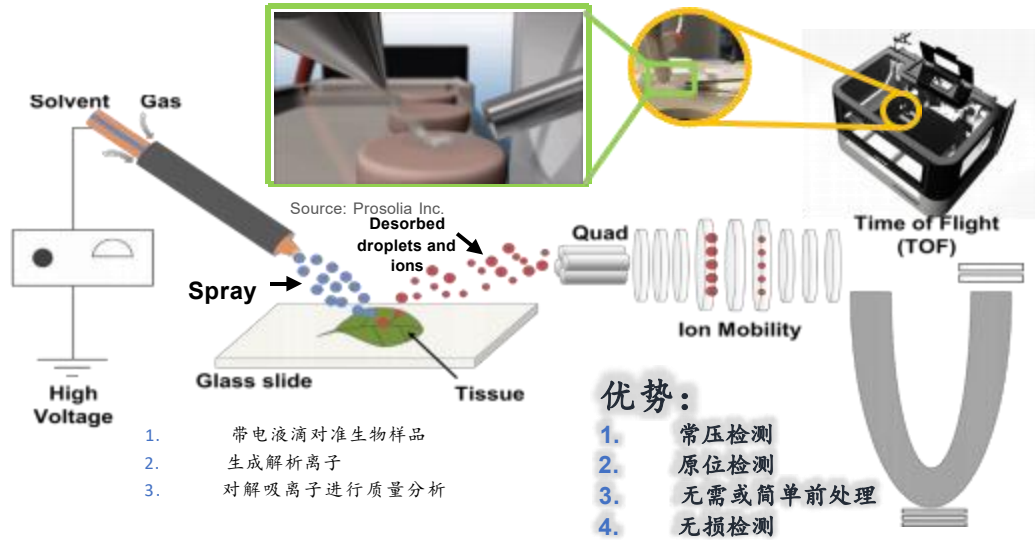 Solvent Gas
Source: Prosolia Inc.
Desorbed
droplets and
ions
Quad
Time of Flight
(TOF)
Spray
Ion Mobility
Glass slide
Tissue
High
Voltage
1. 带电液滴对准生物样品
2. 生成解析离子
3. 对解吸离子进行质量分析
优势:
1. 常压检测
2. 原位检测
3. 无需或简单前处理
4. 无损检测